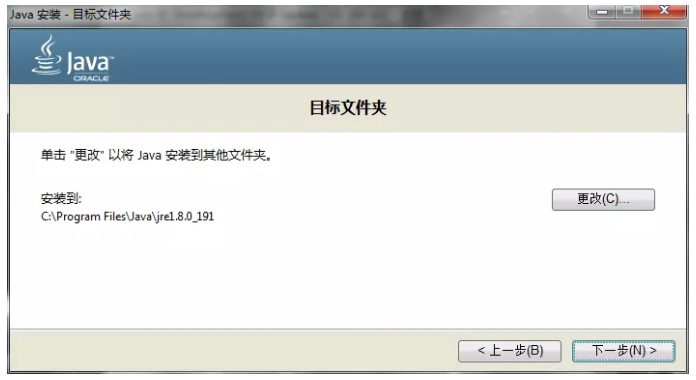 Java 安装 - 目标文件夹
Java
ORACLE
目标文件夹
单击 "更改" 以将 Java 安装到其他文件夹。
安装到:
更改(C)...
C:\Program Files\Java\jre1.8.0_191
< 上一步(B)
下一步(N) >